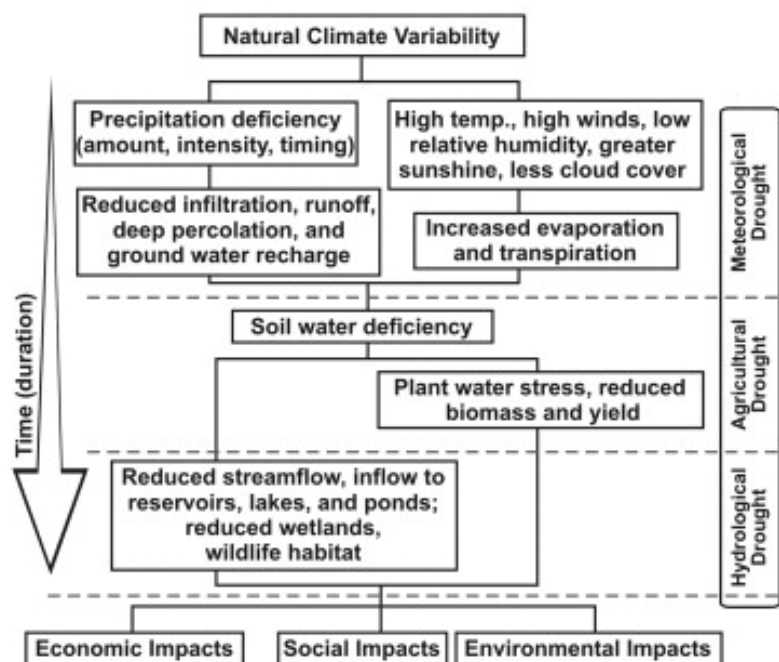 Natural Climate Variability
Precipitation deficiency
(amount, intensity, timing)
High temp., high winds, low
relative humidity, greater
sunshine, less cloud cover
Reduced infiltration, runoff,
deep percolation, and
ground water recharge
Increased evaporation
and transpiration
Meteorological
Drought
Time (duration)
Soil water deficiency
Plant water stress, reduced
biomass and yield
Agricultural
Drought
Reduced streamflow, inflow to
reservoirs, lakes, and ponds;
reduced wetlands,
wildlife habitat
Hydrological
Drought
Economic Impacts
Social Impacts
Environmental Impacts